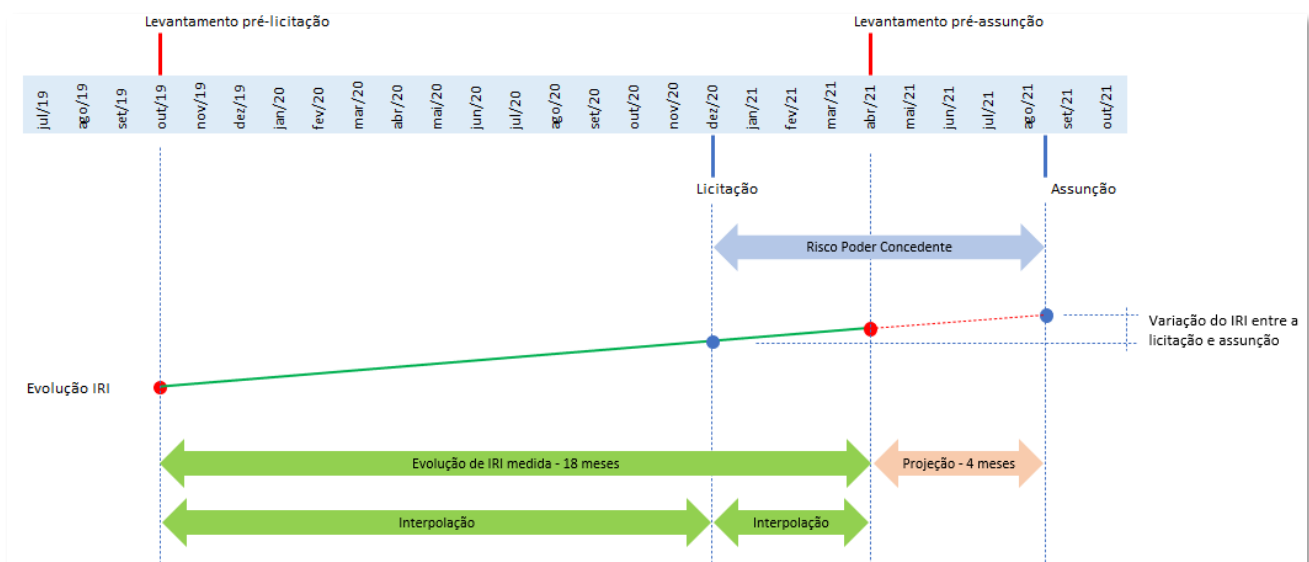 Levantamento pré-licitação
Levantamento pré-assunção
jul/19
ago/19
set/19
out/19
nov/19
dez/19
jan/20
fev/20
mar/20
abr/20
mai/20
jun/20
jul/20
ago/20
set/20
out/20
nov/20
dez/20
jan/21
fev/21
mar/21
abr/21
mai/21
jun/21
jul/21
ago/21
set/21
out/21
Licitação
Assunção
Risco Poder Concedente
Variação do IRI entre a
licitação e assunção
Evolução IRI
Evolução de IRI medida - 18 meses
Projeção - 4 meses
Interpolação
Interpolação